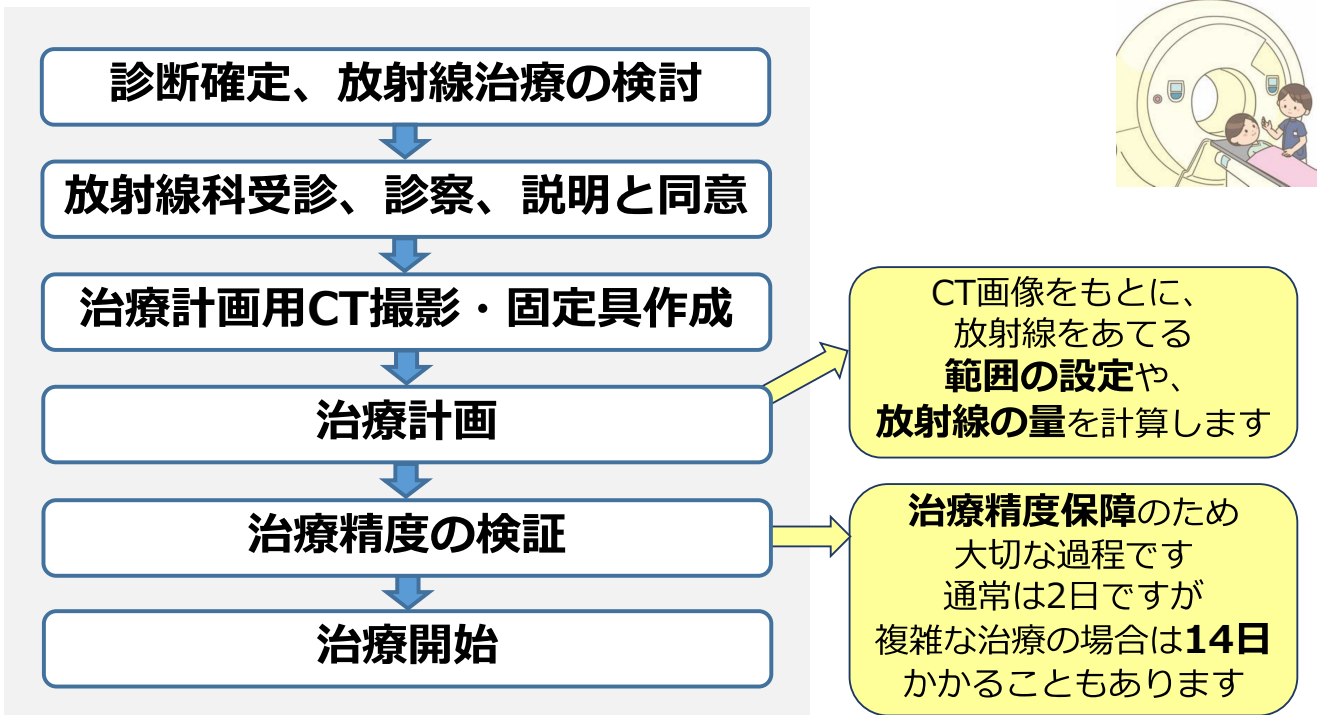 診断確定、放射線治療の検討
放射線科受診、診察、説明と同意
治療計画用CT撮影・固定具作成
治療計画
治療精度の検証
治療開始
CT画像をもとに、
放射線をあてる
範囲の設定や、
放射線の量を計算します
治療精度保障のため
大切な過程です
通常は2日ですが
複雑な治療の場合は14日
かかることもあります